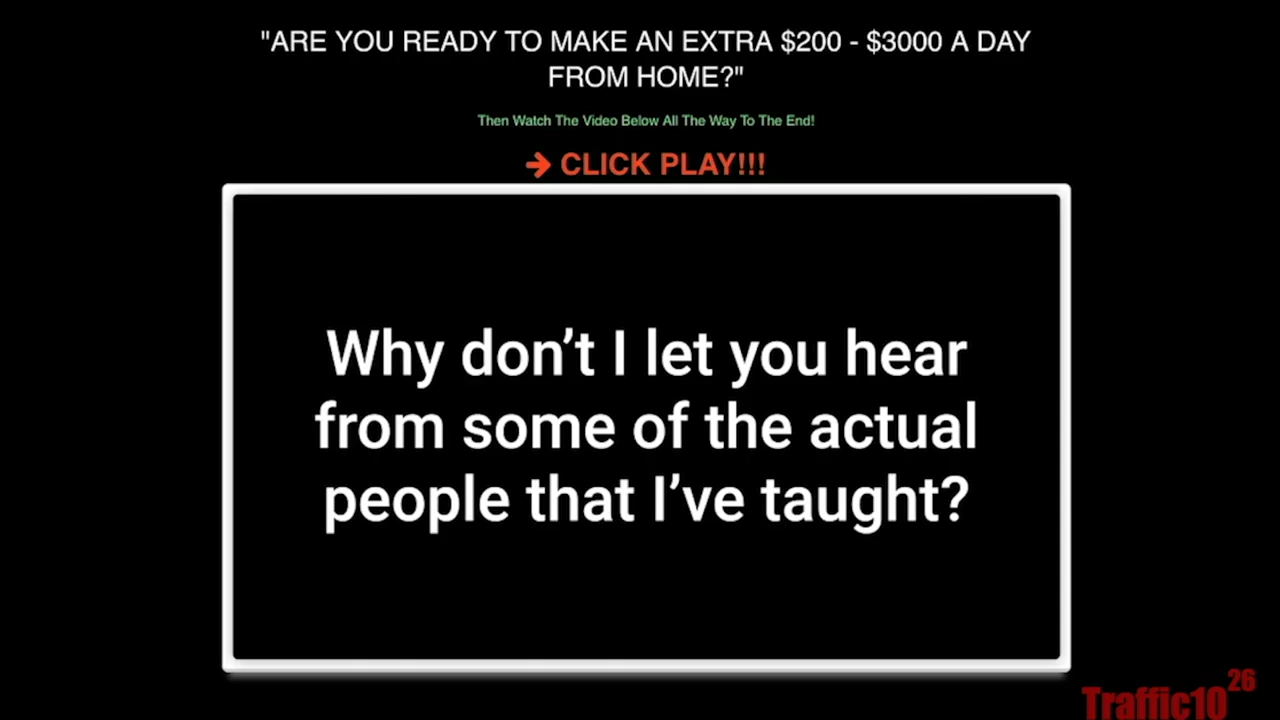 "ARE YOU READY TO MAKE AN EXTRA $200 - $3000 A DAY
FROM HOME?"
Then Watch The Video Below All The Way To The End!
➔ CLICK PLAY!!!
Why don’t I let you hear
from some of the actual
people that I’ve taught?
Traffic10²⁶